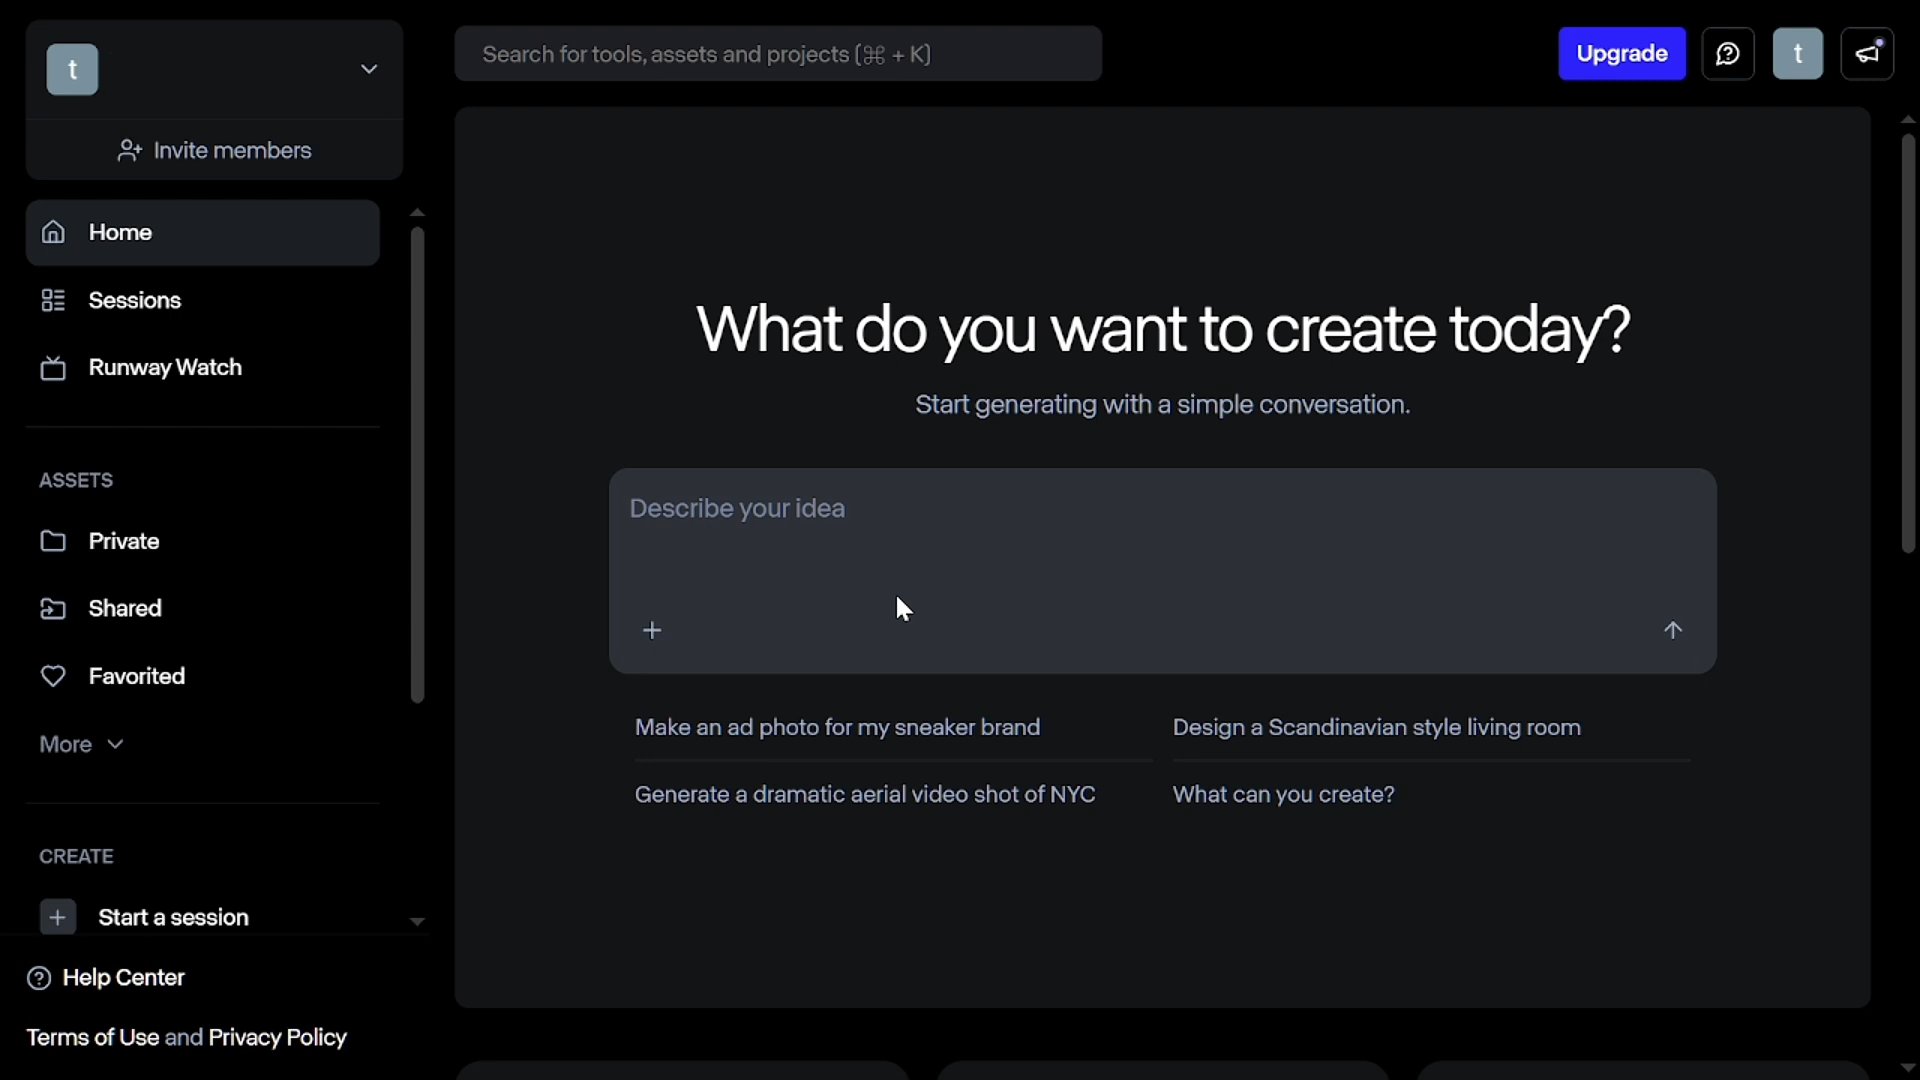 t
Invite members
Home
Sessions
Runway Watch
ASSETS
Private
Shared
Favorited
More
CREATE
Start a session
Help Center
Terms of Use and Privacy Policy
Search for tools, assets and projects (⌘ + K)
Upgrade
t
What do you want to create today?
Start generating with a simple conversation.
Describe your idea
Make an ad photo for my sneaker brand
Design a Scandinavian style living room
Generate a dramatic aerial video shot of NYC
What can you create?